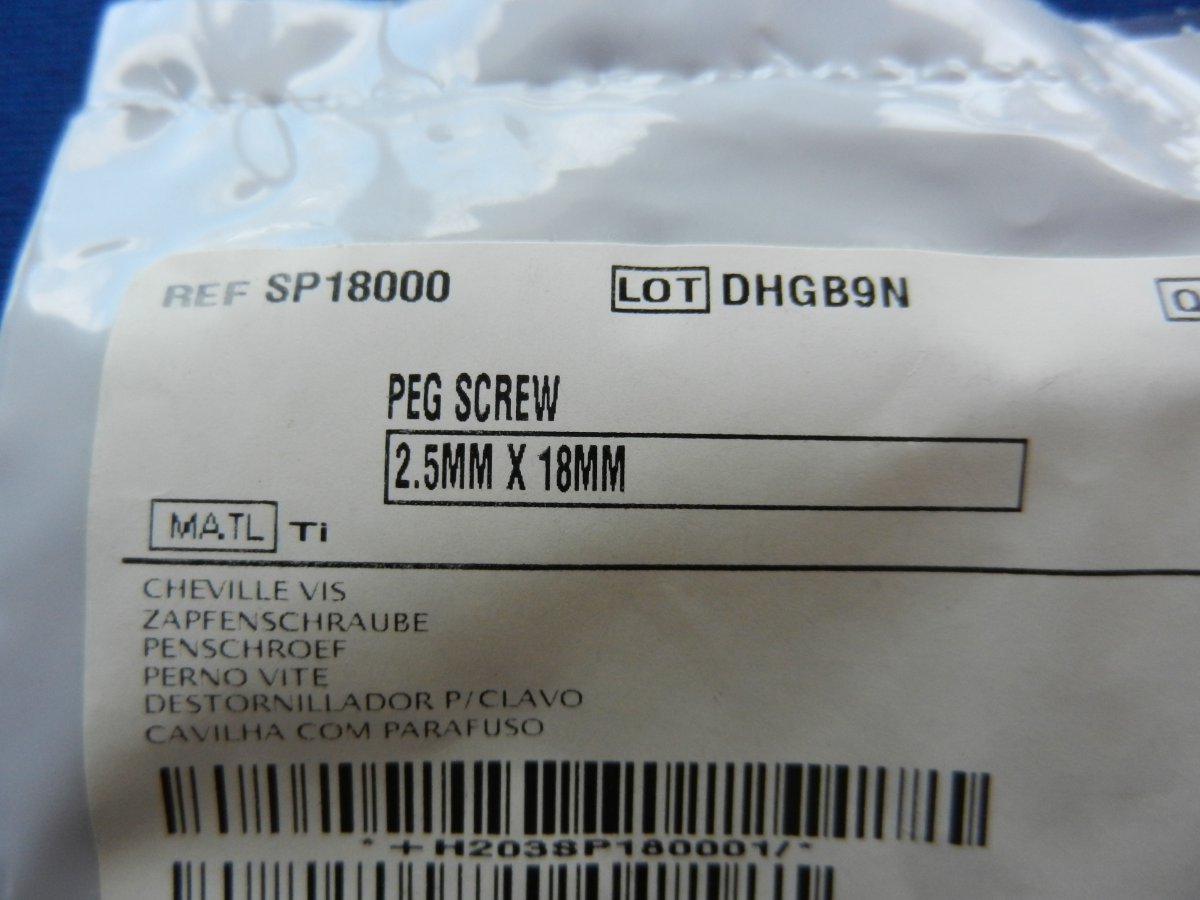 REF SP18000 LOT DHGB9N Q
PEG SCREW
2.5MM X 18MM
MA.TL Ti
CHEVILLE VIS
ZAPFENSCHRAUBE
PENSCHROEF
PERNO VITE
DESTORNILLADOR P/CLAVO
CAVILHA COM PARAFUSO
*+H203SP180001/*